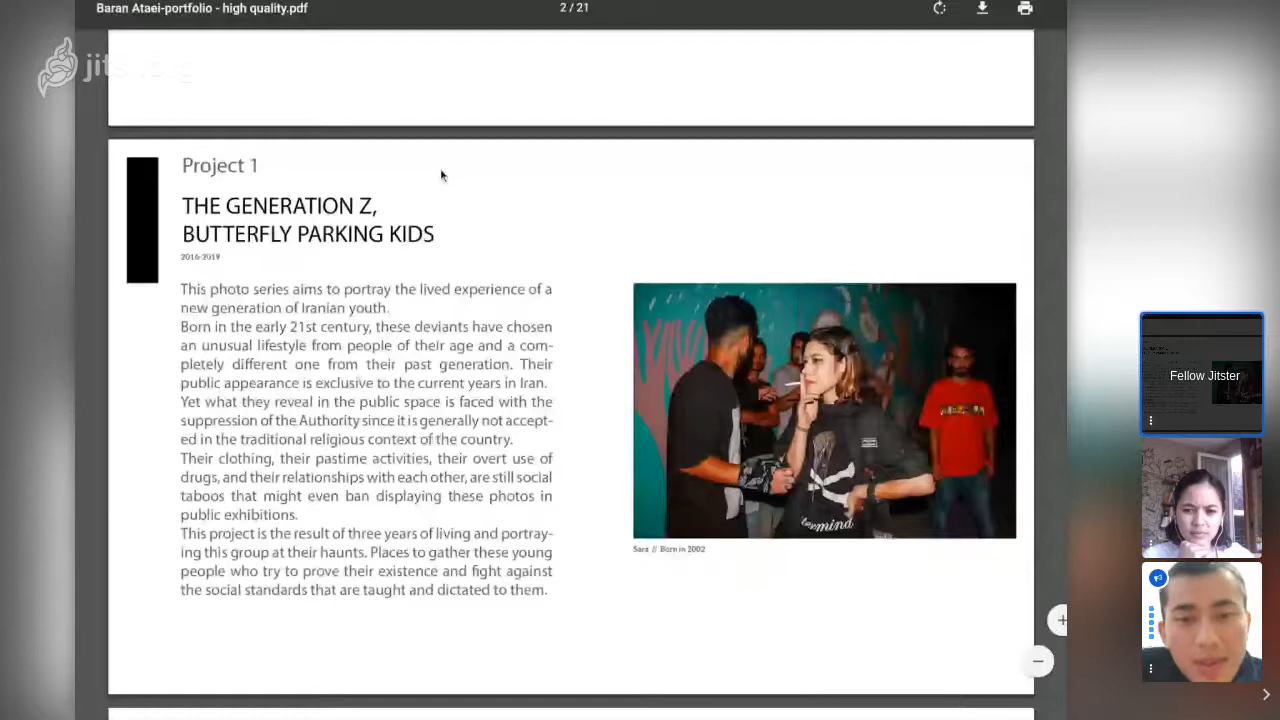 Baran Ataei-portfolio - high quality.pdf
2 / 21
Project 1
THE GENERATION Z,
BUTTERFLY PARKING KIDS
2016-2019
This photo series aims to portray the lived experience of a
new generation of Iranian youth.
Born in the early 21st century, these deviants have chosen
an unusual lifestyle from people of their age and a com-
pletely different one from their past generation. Their
public appearance is exclusive to the current years in Iran.
Yet what they reveal in the public space is faced with the
suppression of the Authority since it is generally not accept-
ed in the traditional religious context of the country.
Their clothing, their pastime activities, their overt use of
drugs, and their relationships with each other, are still social
taboos that might even ban displaying these photos in
public exhibitions.
This project is the result of three years of living and portray-
ing this group at their haunts. Places to gather these young
people who try to prove their existence and fight against
the social standards that are taught and dictated to them.
Sara // Born in 2002
Fellow Jitster